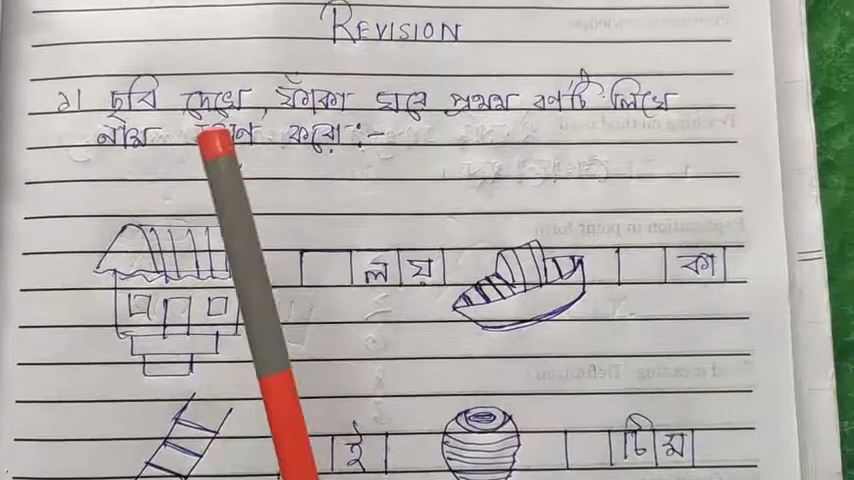 REVISION
১। ছবি দেখে, ফাঁকা ঘরে প্রথম বর্ণটি লিখে
নাম করো :-
ল য়
কা
ই
টি ম